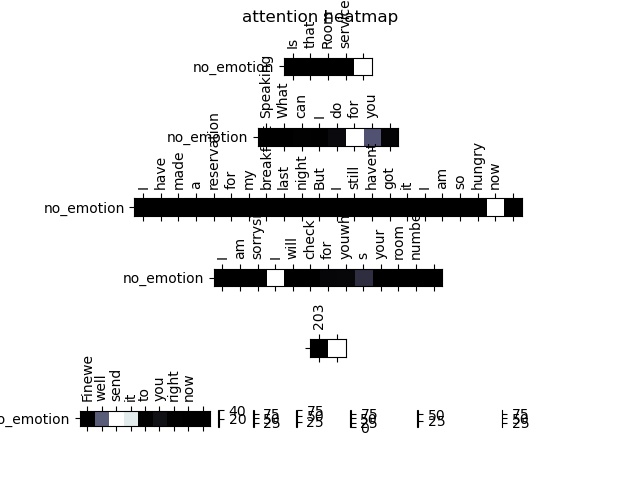 attention heatmap
Is that Room service
no_emotion
Speaking What can I do for you
no_emotion
I have made a reservation for my breakfast last night But I still havent got it I am so hungry now
no_emotion
I am sorrys I will check for youwh s your room number
no_emotion
203
Finewe well send it to you right now
no_emotion
40 75 75 75 50 75
20 50 50 50 25 50
25 25 25 25
0